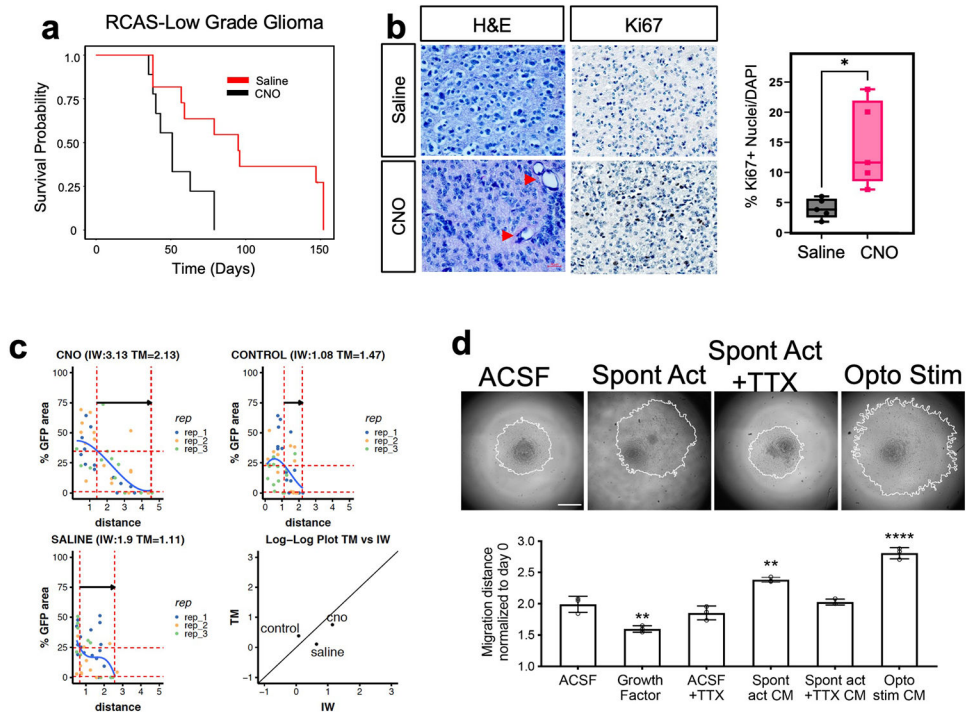 RCAS-Low Grade Glioma
a
1.0
0.75
0.5
0.25
0
Survival Probability
Saline
CNO
0
50
100
150
Time (Days)
b
H&E
Ki67
Saline
CNO
% Ki67+ Nuclei/DAPI
25
20
15
10
5
0
*
Saline
CNO
c
CNO (IW:3.13 TM=2.13)
% GFP area
100
75
50
25
0
0 1 2 3 4 5
distance
rep
rep_1
rep_2
rep_3
CONTROL (IW:1.08 TM=1.47)
% GFP area
100
75
50
25
0
0 1 2 3 4 5
distance
rep
rep_1
rep_2
rep_3
SALINE (IW:1.9 TM=1.11)
% GFP area
100
75
50
25
0
1 2 3 4 5
distance
rep
rep_1
rep_2
rep_3
Log-Log Plot TM vs IW
TM
3
2
1
0
−1
control
cno
saline
−1 0 1 2 3
IW
d
ACSF
Spont Act
Spont Act
+TTX
Opto Stim
Migration distance
normalized to day 0
3.0
2.5
2.0
1.5
1.0
**
**
****
ACSF
Growth
Factor
ACSF
+TTX
Spont
act CM
Spont act
+TTX CM
Opto
stim CM